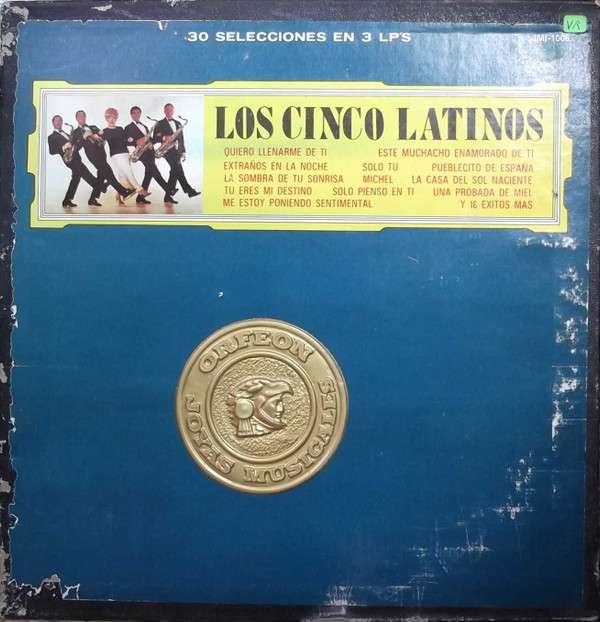 30 SELECCIONES EN 3 LP'S
VR
LOS CINCO LATINOS
QUIERO LLENARME DE TI ESTE MUCHACHO ENAMORADO DE TI
EXTRAÑOS EN LA NOCHE SOLO TU PUEBLECITO DE ESPAÑA
LA SOMBRA DE TU SONRISA MICHEL LA CASA DEL SOL NACIENTE
TU ERES MI DESTINO SOLO PIENSO EN TI UNA PROBADA DE MIEL
ME ESTOY PONIENDO SENTIMENTAL Y 16 EXITOS MAS
ORFEON
JOYAS MUSICALES